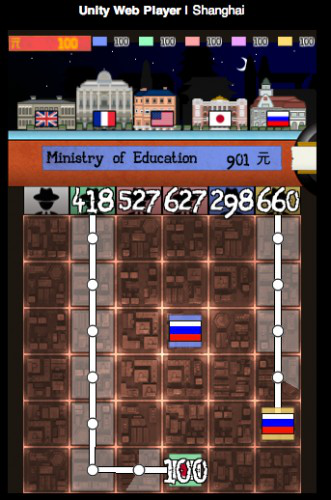 Unity Web Player | Shanghai
元 100 100 100 100 100 100
Ministry of Education 901 元
418 527 627 298 660
100